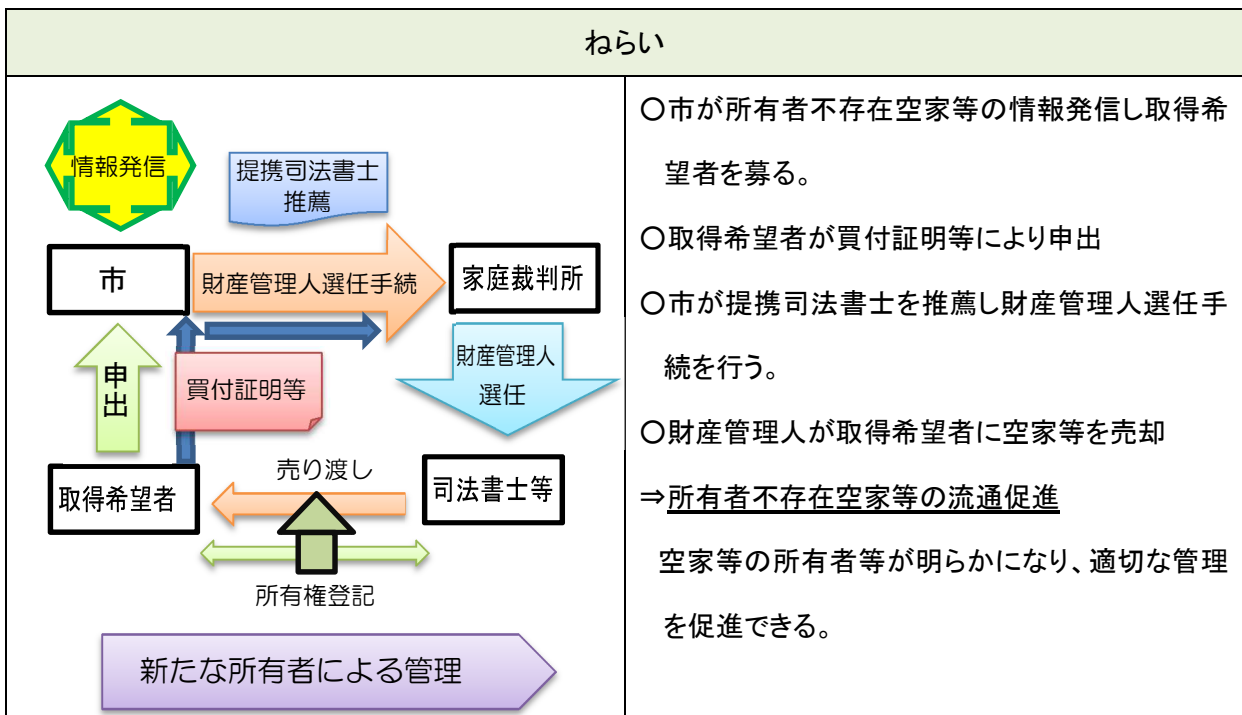 ねらい
情報発信
提携司法書士
推薦
市
財産管理人選任手続
家庭裁判所
申出
買付証明等
財産管理人
選任
取得希望者
売り渡し
司法書士等
所有権登記
新たな所有者による管理
〇市が所有者不存在空家等の情報発信し取得希
望者を募る。
〇取得希望者が買付証明等により申出
〇市が提携司法書士を推薦し財産管理人選任手
続を行う。
〇財産管理人が取得希望者に空家等を売却
⇒所有者不存在空家等の流通促進
空家等の所有者等が明らかになり、適切な管理
を促進できる。